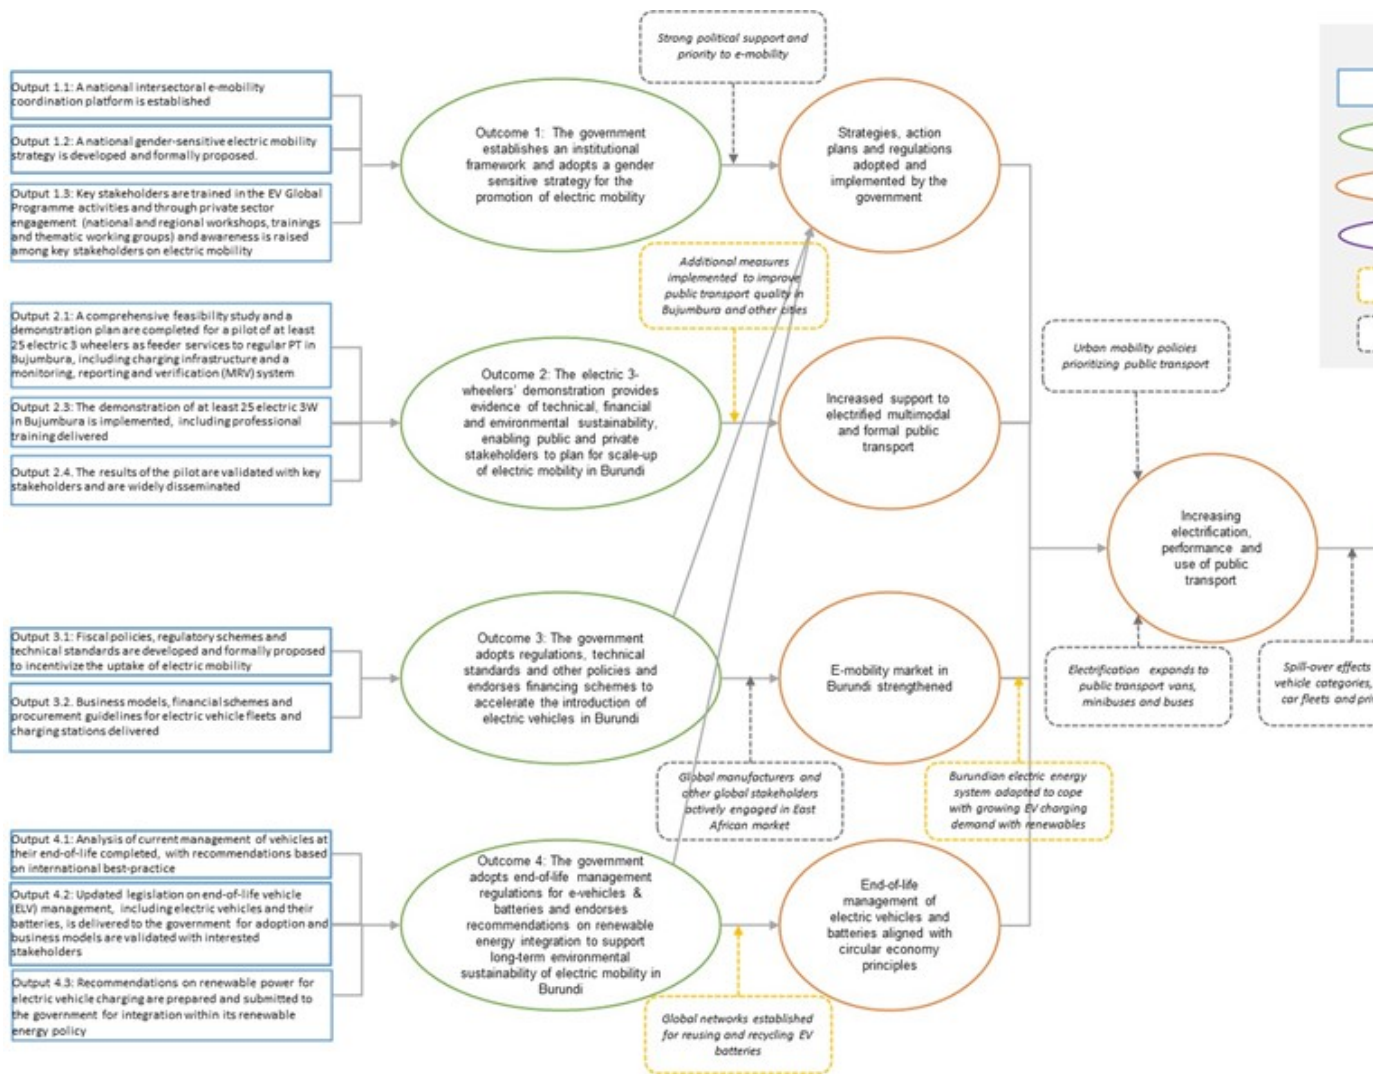 Strong political support and
priority to e-mobility
Output 1.1: A national intersectoral e-mobility
coordination platform is established
Output 1.2: A national gender-sensitive electric mobility
strategy is developed and formally proposed.
Output 1.3: Key stakeholders are trained in the EV Global
Programme activities and through private sector
engagement (national and regional workshops, trainings
and thematic working groups) and awareness is raised
among key stakeholders on electric mobility
Outcome 1: The government
establishes an institutional
framework and adopts a gender
sensitive strategy for the
promotion of electric mobility
Strategies, action
plans and regulations
adopted and
implemented by the
government
Additional measures
implemented to improve
public transport quality in
Bujumbura and other cities
Output 2.1: A comprehensive feasibility study and a
demonstration plan are completed for a pilot of at least
25 electric 3 wheelers as feeder services to regular PT in
Bujumbura, including charging infrastructure and a
monitoring, reporting and verification (MRV) system
Output 2.3: The demonstration of at least 25 electric 3W
in Bujumbura is implemented, including professional
training delivered
Output 2.4. The results of the pilot are validated with key
stakeholders and are widely disseminated
Outcome 2: The electric 3-
wheelers' demonstration provides
evidence of technical, financial
and environmental sustainability,
enabling public and private
stakeholders to plan for scale-up
of electric mobility in Burundi
Increased support to
electrified multimodal
and formal public
transport
Urban mobility policies
prioritizing public transport
Increasing
electrification,
performance and
use of public
transport
Output 3.1: Fiscal policies, regulatory schemes and
technical standards are developed and formally proposed
to incentivize the uptake of electric mobility
Output 3.2. Business models, financial schemes and
procurement guidelines for electric vehicle fleets and
charging stations delivered
Outcome 3: The government
adopts regulations, technical
standards and other policies and
endorses financing schemes to
accelerate the introduction of
electric vehicles in Burundi
E-mobility market in
Burundi strengthened
Electrification expands to
public transport vans,
minibuses and buses
Spill-over effects
vehicle categories,
car fleets and pri
Global manufacturers and
other global stakeholders
actively engaged in East
African market
Burundian electric energy
system adapted to cope
with growing EV charging
demand with renewables
Output 4.1: Analysis of current management of vehicles at
their end-of-life completed, with recommendations based
on international best-practice
Output 4.2: Updated legislation on end-of-life vehicle
(ELV) management, including electric vehicles and their
batteries, is delivered to the government for adoption and
business models are validated with interested
stakeholders
Output 4.3: Recommendations on renewable power for
electric vehicle charging are prepared and submitted to
the government for integration within its renewable
energy policy
Outcome 4: The government
adopts end-of-life management
regulations for e-vehicles &
batteries and endorses
recommendations on renewable
energy integration to support
long-term environmental
sustainability of electric mobility in
Burundi
End-of-life
management of
electric vehicles and
batteries aligned with
circular economy
principles
Global networks established
for reusing and recycling EV
batteries